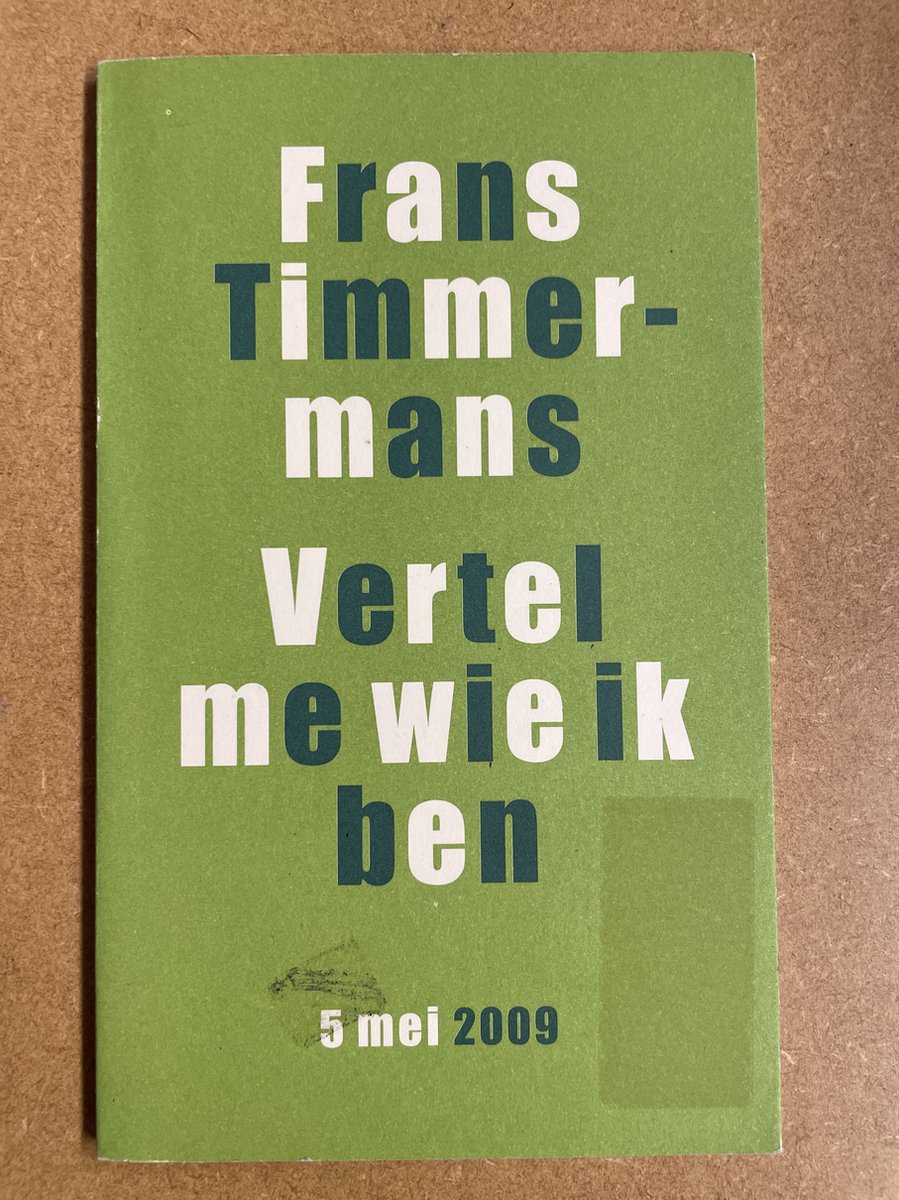 Frans
Timmer-
mans
Vertel
me wie ik
ben
5 mei 2009